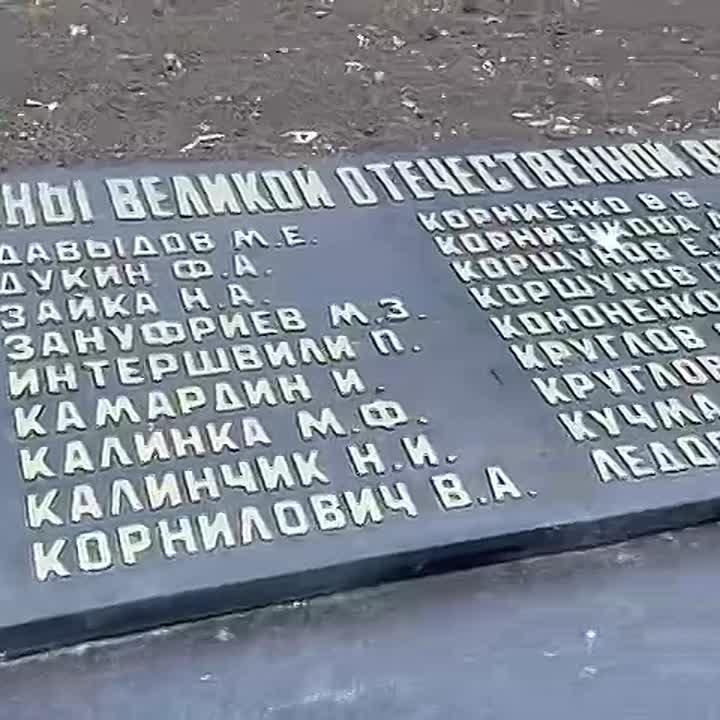 НЫ ВЕЛИКОЙ ОТЕЧЕСТВЕННОЙ В
ДАВЫДОВ М.Е.
ДУКИН Ф.А.
ЗАЙКА Н.А.
ЗАНУФРИЕВ М.З.
ИНТЕРШВИЛИ П.
КАМАРДИН И.
КАЛИНКА М.Ф.
КАЛИНЧИК Н.И.
КОРНИЛОВИЧ В.А.
КОРНИЕНКО В.В.
КОРНИЕНКОВА
КОРШУНОВ Е.
КОРШУНОВ
КОНОНЕНКО
КРУГЛОВ
КРУГЛОВ
КУЧМА
ЛЕДОВ